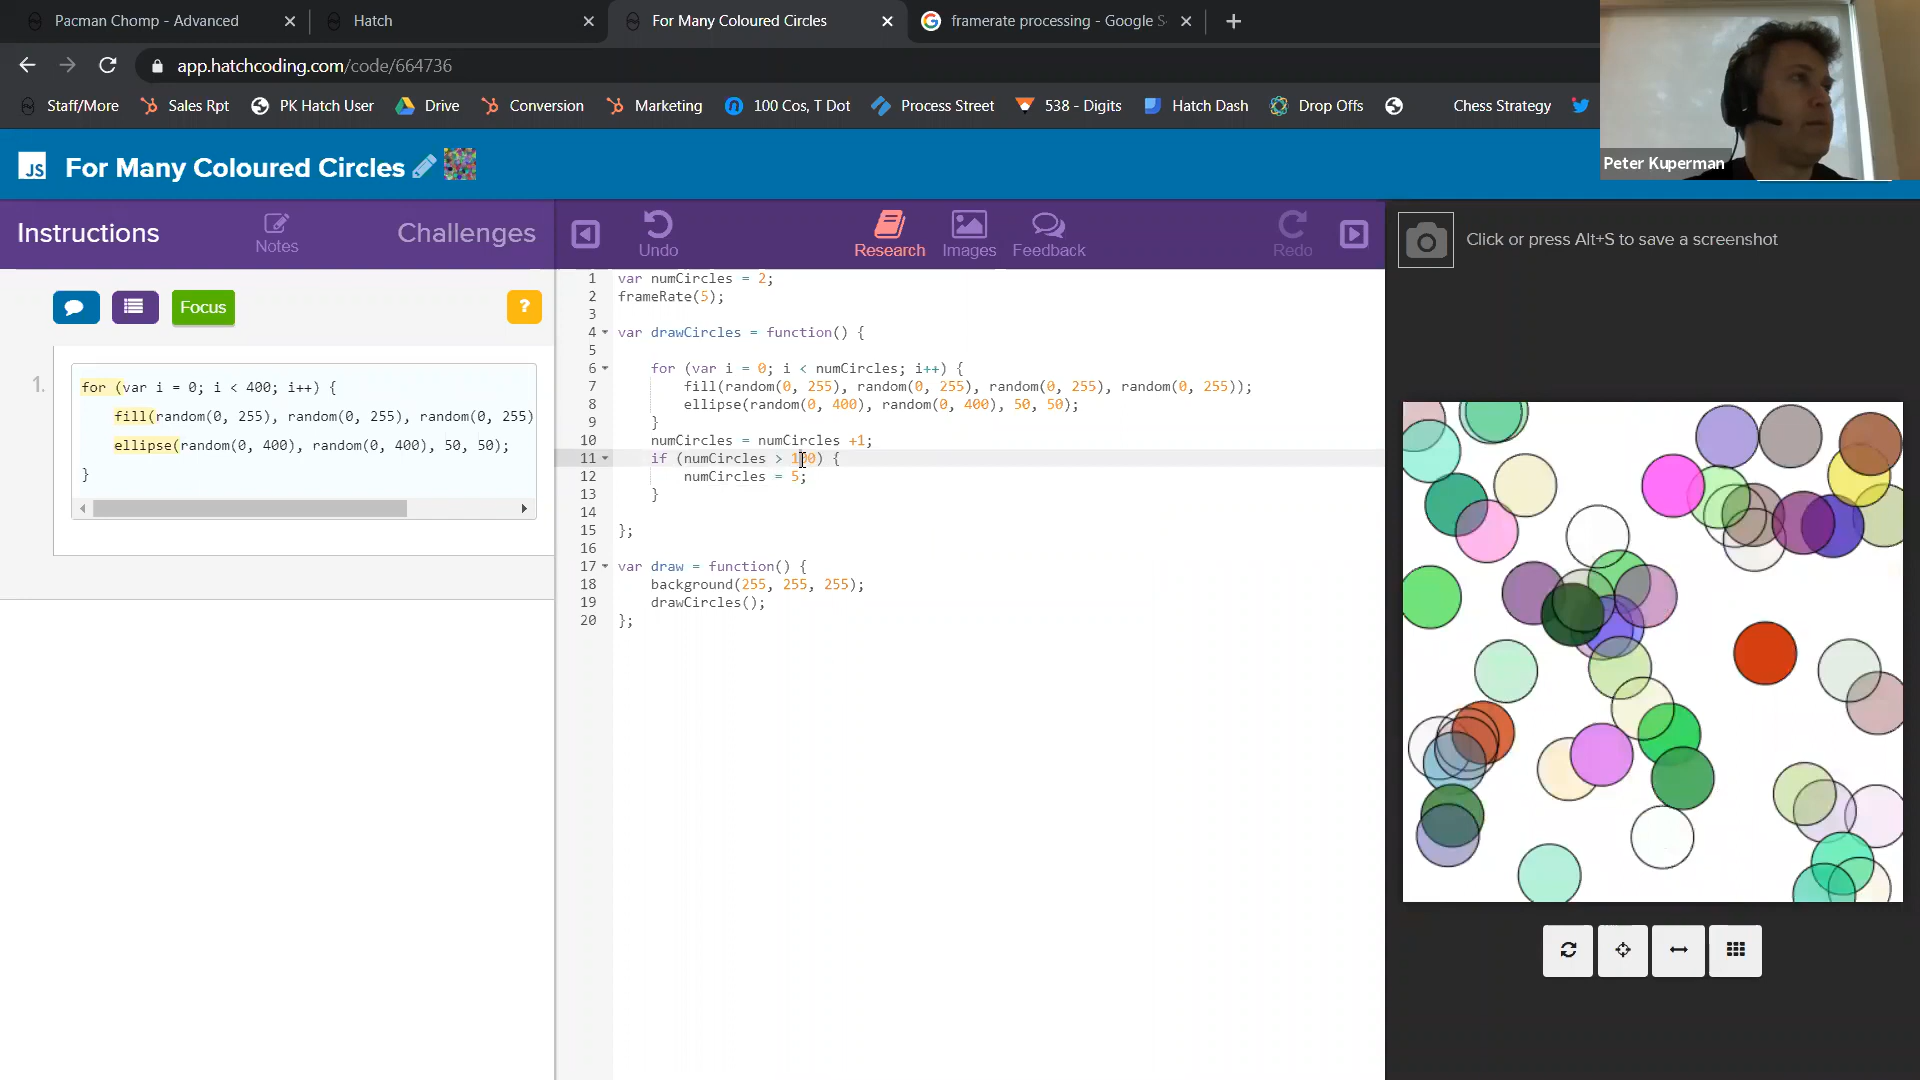 Pacman Chomp - Advanced
Hatch
For Many Coloured Circles
framerate processing - Google S
app.hatchcoding.com/code/664736
Staff/More
Sales Rpt
PK Hatch User
Drive
Conversion
Marketing
100 Cos, T Dot
Process Street
538 - Digits
Hatch Dash
Drop Offs
Chess Strategy
JS
For Many Coloured Circles
Peter Kuperman
Instructions
Notes
Challenges
Undo
Research
Images
Feedback
Redo
Click or press Alt+S to save a screenshot
Focus
?
1.
for (var i = 0; i < 400; i++) {
fill(random(0, 255), random(0, 255), random(0, 255)
ellipse(random(0, 400), random(0, 400), 50, 50);
}
1 var numCircles = 2;
2 frameRate(5);
3
4 var drawCircles = function() {
5
6 for (var i = 0; i < numCircles; i++) {
7 fill(random(0, 255), random(0, 255), random(0, 255), random(0, 255));
8 ellipse(random(0, 400), random(0, 400), 50, 50);
9 }
10 numCircles = numCircles +1;
11 if (numCircles > 100) {
12 numCircles = 5;
13 }
14
15 };
16
17 var draw = function() {
18 background(255, 255, 255);
19 drawCircles();
20 };